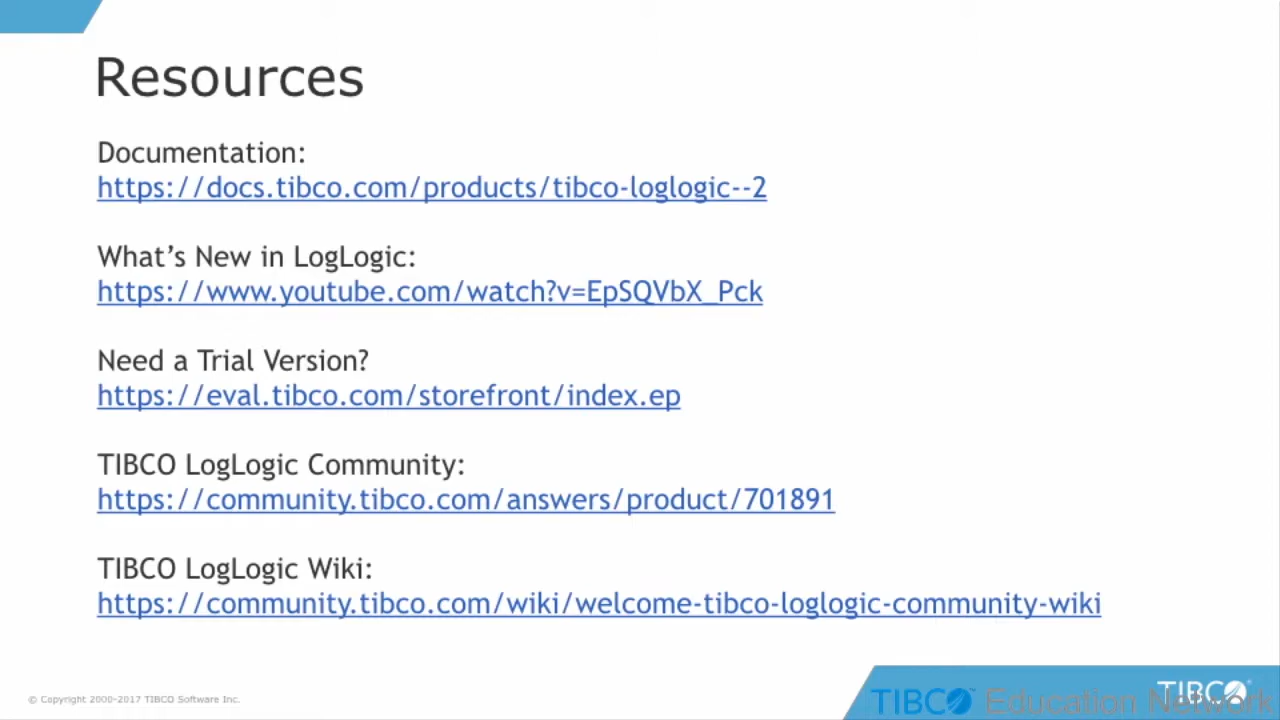 Resources
Documentation:
https://docs.tibco.com/products/tibco-loglogic--2
What's New in LogLogic:
https://www.youtube.com/watch?v=EpSQVbX_Pck
Need a Trial Version?
https://eval.tibco.com/storefront/index.ep
TIBCO LogLogic Community:
https://community.tibco.com/answers/product/701891
TIBCO LogLogic Wiki:
https://community.tibco.com/wiki/welcome-tibco-loglogic-community-wiki
© Copyright 2000-2017 TIBCO Software Inc.
TIBCO™ Education Network
TIBCO®